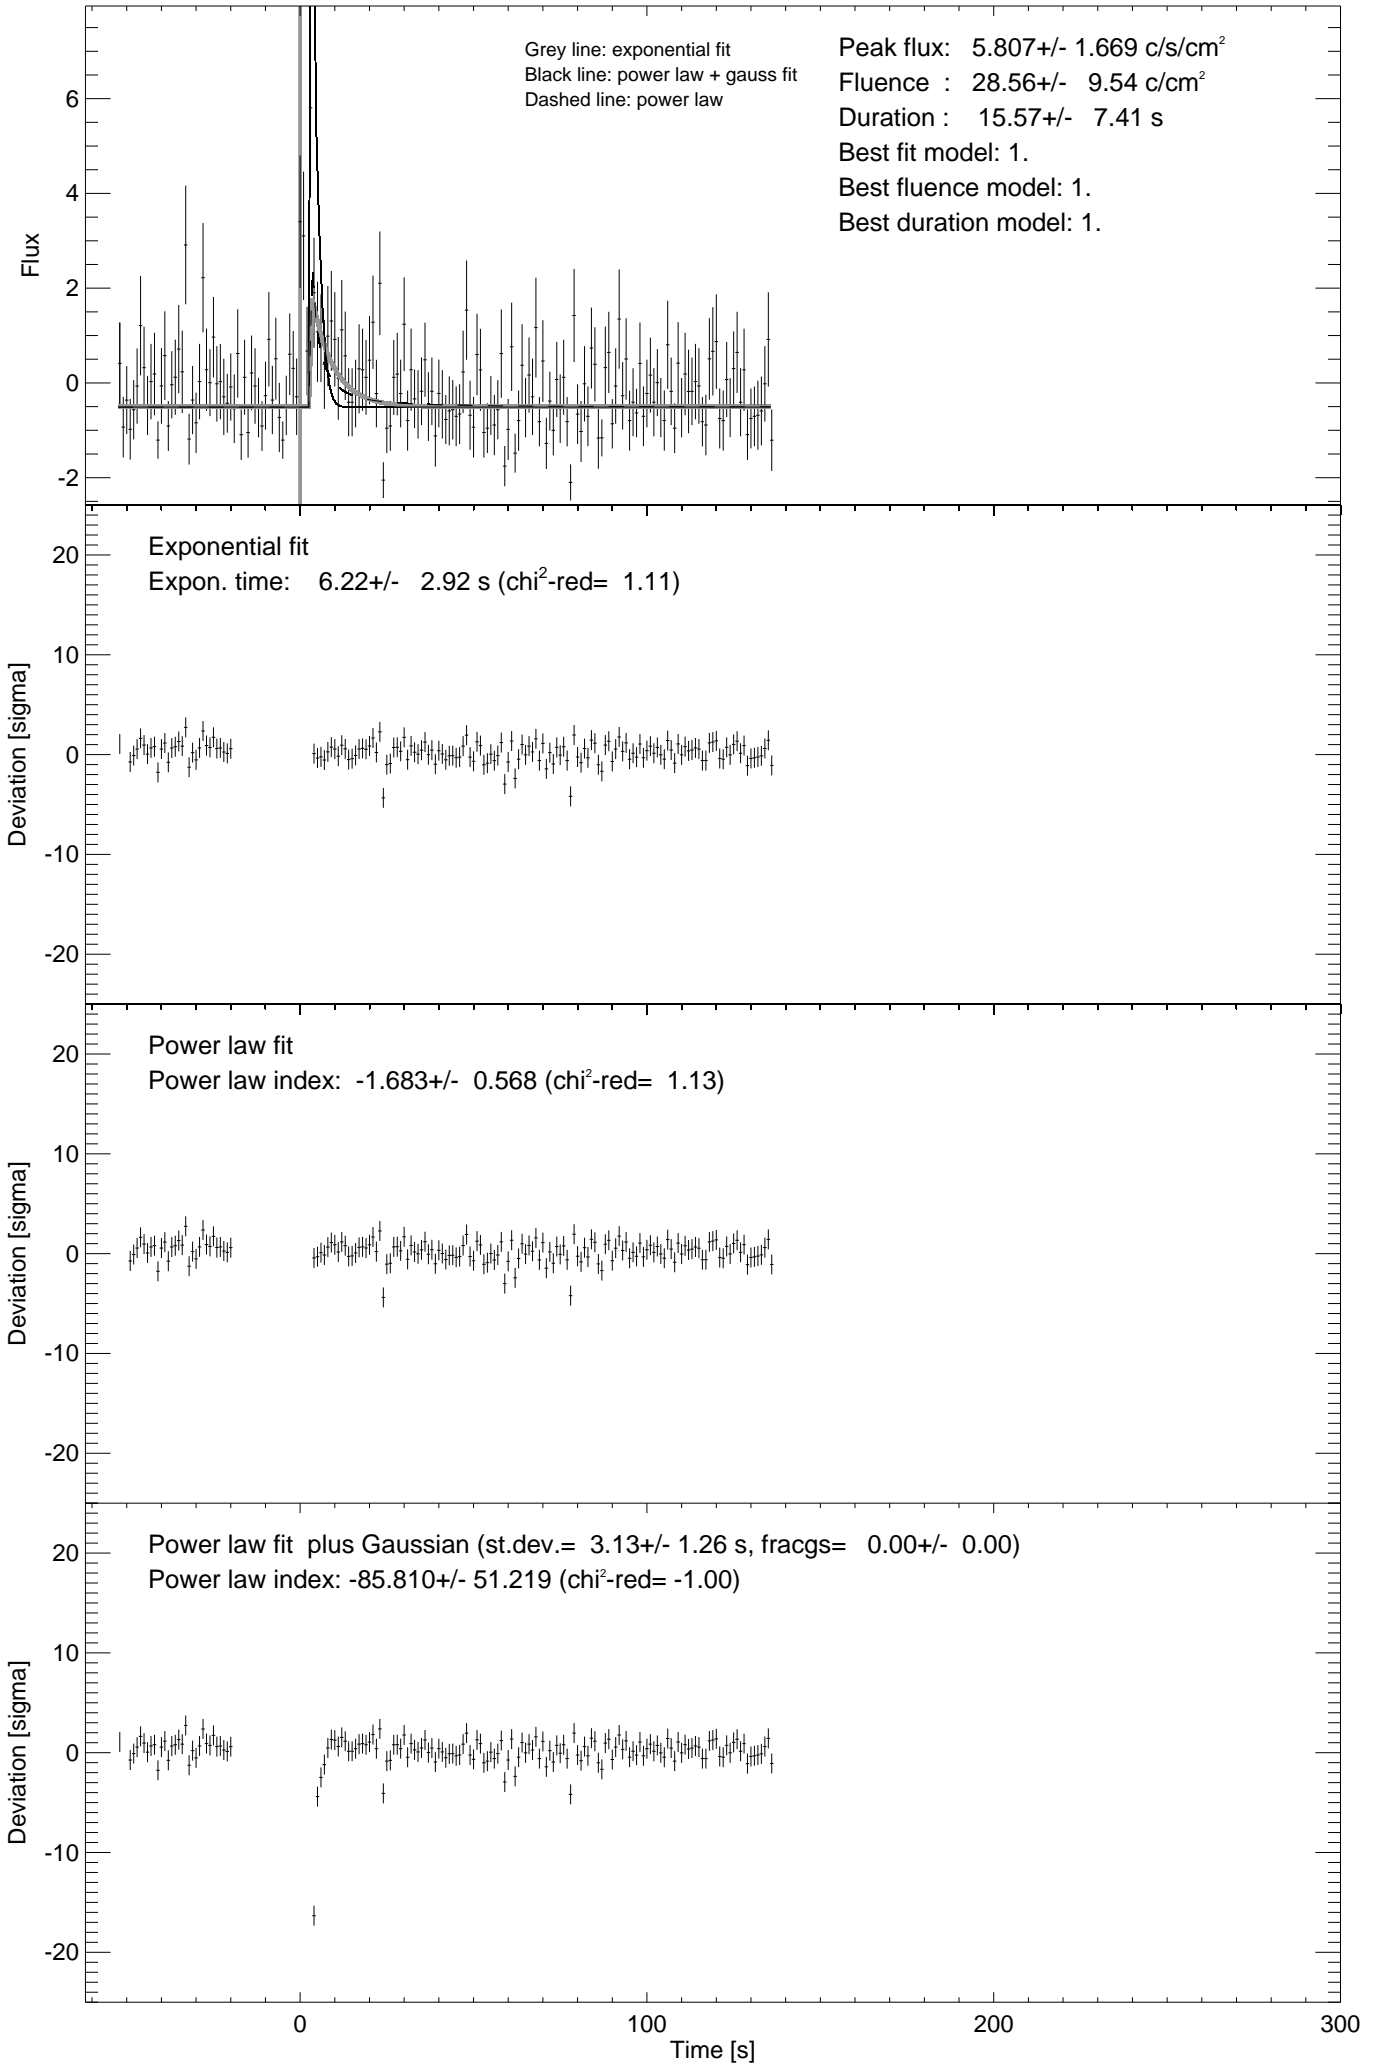 Grey line: exponential fit
Black line: power law + gauss fit
Dashed line: power law
Peak flux: 5.807+/- 1.669 c/s/cm²
Fluence : 28.56+/- 9.54 c/cm²
Duration : 15.57+/- 7.41 s
Best fit model: 1.
Best fluence model: 1.
Best duration model: 1.
Flux
6
4
2
0
-2
Exponential fit
Expon. time: 6.22+/- 2.92 s (chi²-red= 1.11)
Deviation [sigma]
20
10
0
-10
-20
Power law fit
Power law index: -1.683+/- 0.568 (chi²-red= 1.13)
Deviation [sigma]
20
10
0
-10
-20
Power law fit plus Gaussian (st.dev.= 3.13+/- 1.26 s, fracgs= 0.00+/- 0.00)
Power law index: -85.810+/- 51.219 (chi²-red= -1.00)
Deviation [sigma]
20
10
0
-10
-20
0 100 200 300
Time [s]